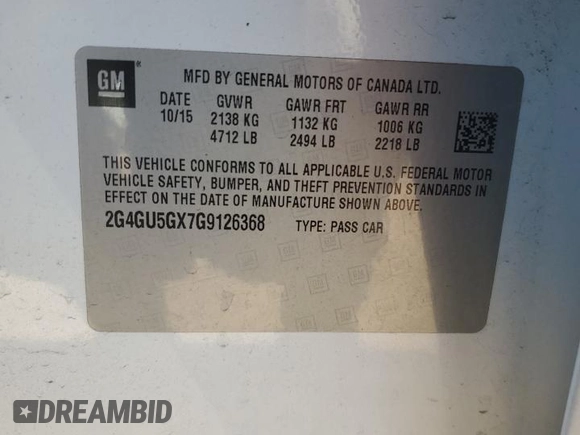 GM
MFD BY GENERAL MOTORS OF CANADA LTD.
DATE GVWR GAWR FRT GAWR RR
10/15 2138 KG 1132 KG 1006 KG
4712 LB 2494 LB 2218 LB
THIS VEHICLE CONFORMS TO ALL APPLICABLE U.S. FEDERAL MOTOR
VEHICLE SAFETY, BUMPER, AND THEFT PREVENTION STANDARDS IN
EFFECT ON THE DATE OF MANUFACTURE SHOWN ABOVE.
2G4GU5GX7G9126368 TYPE: PASS CAR
DREAMBID